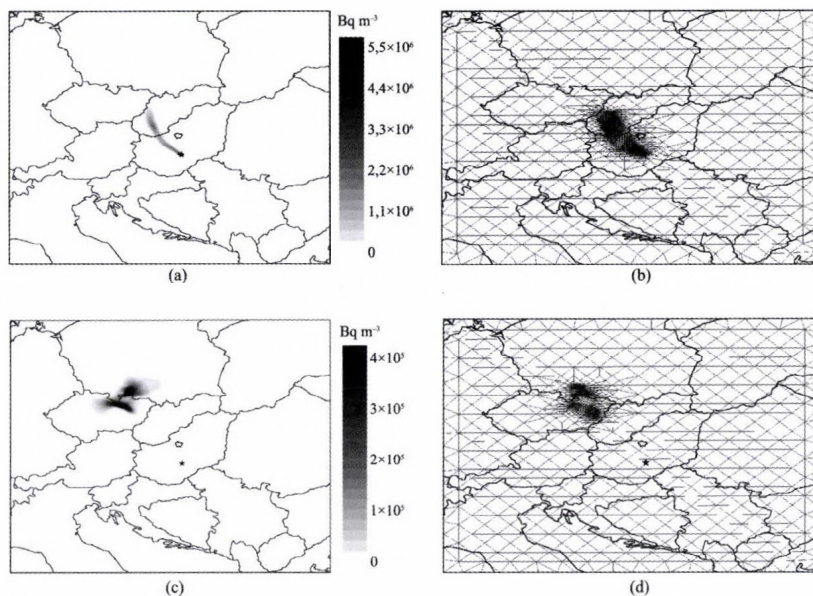 Bq m⁻³
5,5×10⁶
4,4×10⁶
3,3×10⁶
2,2×10⁶
1,1×10⁶
0
(a)
(b)
Bq m⁻³
4×10⁵
3×10⁵
2×10⁵
1×10⁵
0
(c)
(d)